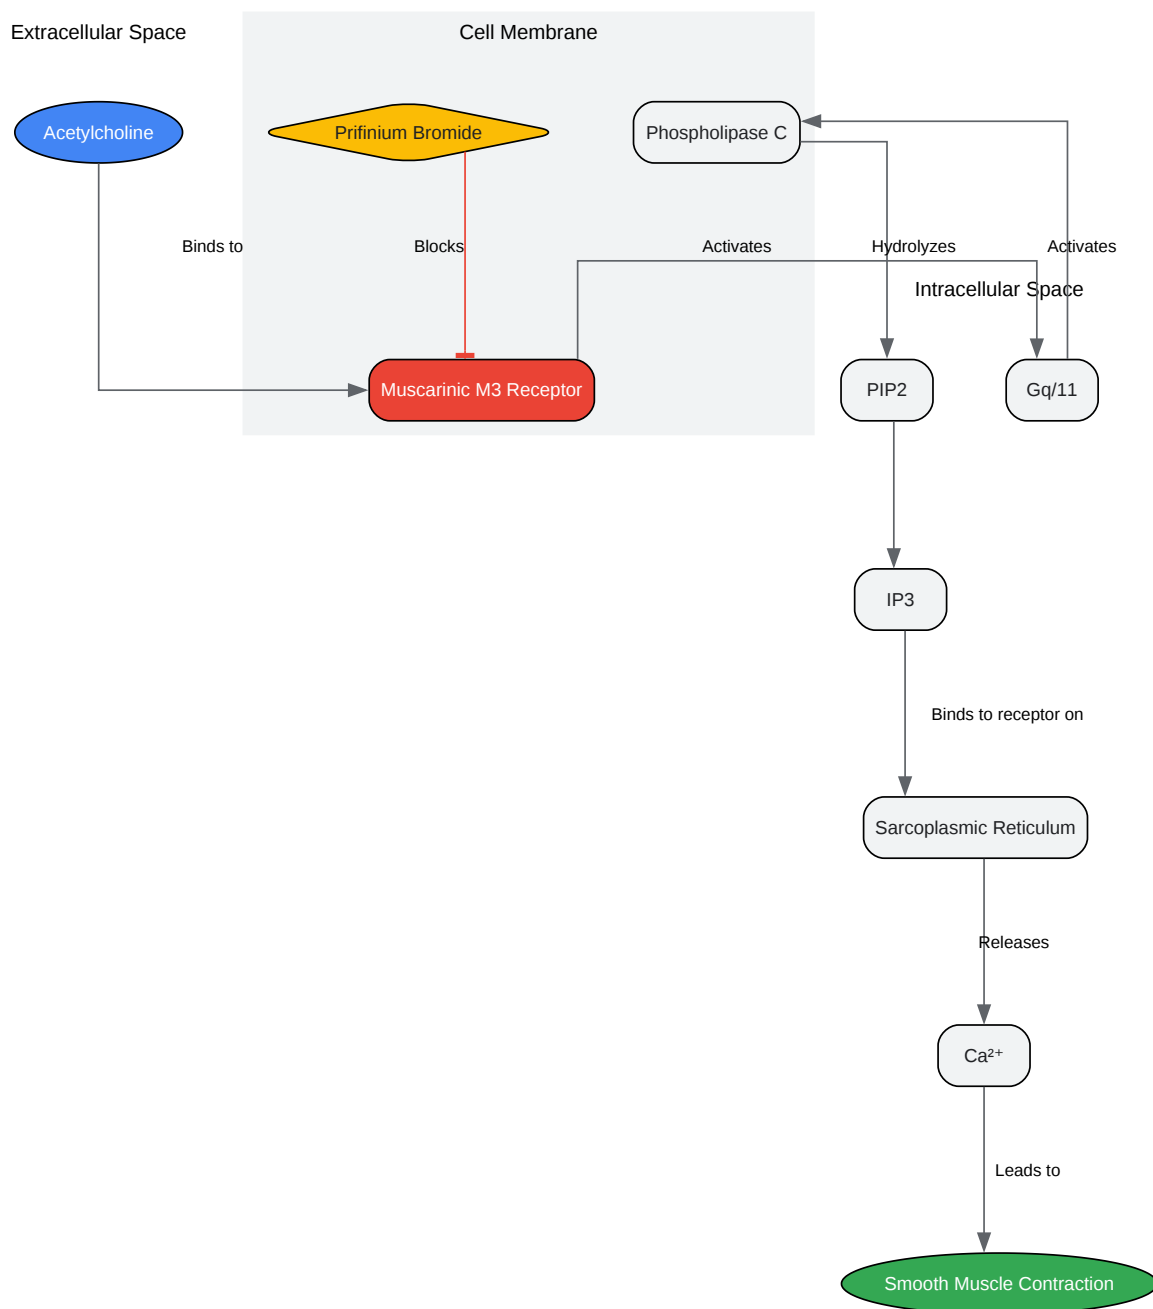 Extracellular Space
Cell Membrane
Acetylcholine
Prifinium Bromide
Phospholipase C
Binds to
Blocks
Activates
Hydrolyzes
Activates
Intracellular Space
Muscarinic M3 Receptor
PIP2
Gq/11
IP3
Binds to receptor on
Sarcoplasmic Reticulum
Releases
Ca²⁺
Leads to
Smooth Muscle Contraction